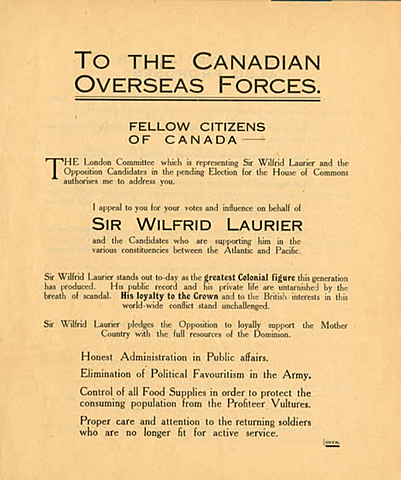 TO THE CANADIAN
OVERSEAS FORCES.
FELLOW CITIZENS
OF CANADA —
THE London Committee which is representing Sir Wilfrid Laurier and the
Opposition Candidates in the pending Election for the House of Commons
authorises me to address you.
I appeal to you for your votes and influence on behalf of
SIR WILFRID LAURIER
and the Candidates who are supporting him in the
various constituencies between the Atlantic and Pacific.
Sir Wilfrid Laurier stands out to-day as the greatest Colonial figure this generation
has produced. His public record and his private life are untarnished by the
breath of scandal. His loyalty to the Crown and to the British interests in this
world-wide conflict stand unchallenged.
Sir Wilfrid Laurier pledges the Opposition to loyally support the Mother
Country with the full resources of the Dominion.
Honest Administration in Public affairs.
Elimination of Political Favouritism in the Army.
Control of all Food Supplies in order to protect the
consuming population from the Profiteer Vultures.
Proper care and attention to the returning soldiers
who are no longer fit for active service.
[OVER.